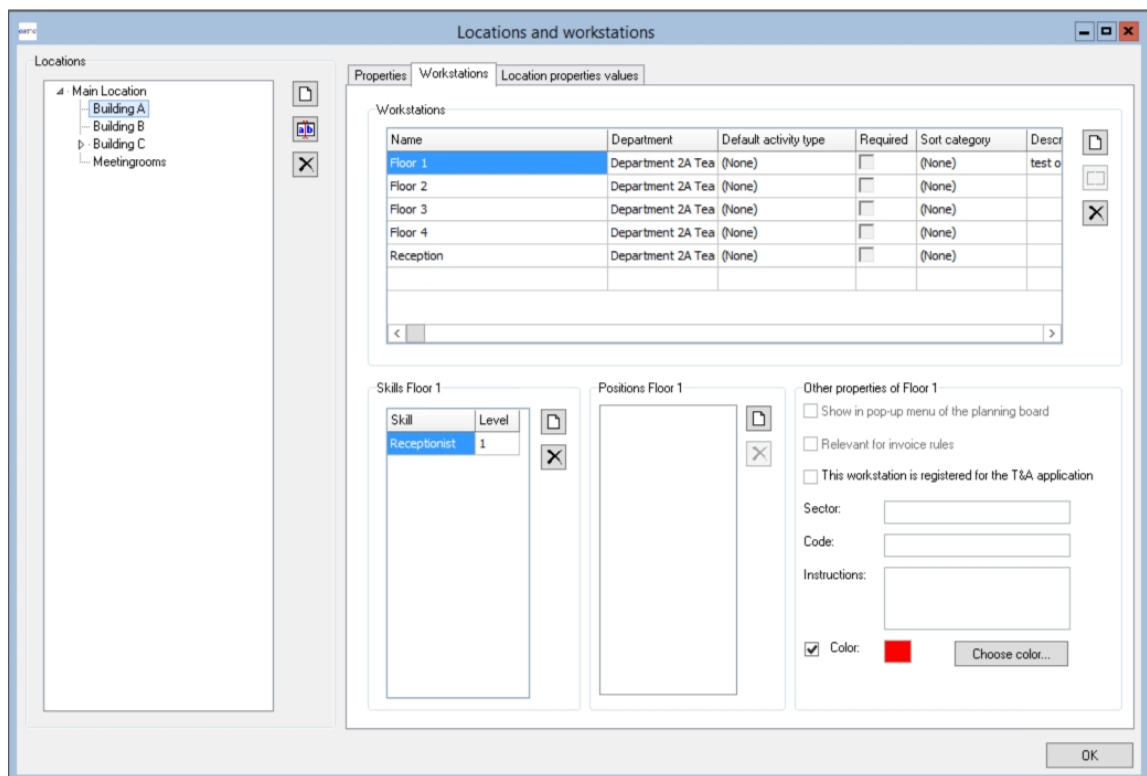 Locations and workstations
Locations
Main Location
Building A
Building B
Building C
Meetingrooms
Properties Workstations Location properties values
Workstations
Name Department Default activity type Required Sort category Descr
Floor 1 Department 2A Tea (None) (None) test o
Floor 2 Department 2A Tea (None) (None)
Floor 3 Department 2A Tea (None) (None)
Floor 4 Department 2A Tea (None) (None)
Reception Department 2A Tea (None) (None)
Skills Floor 1
Skill Level
Receptionist 1
Positions Floor 1
Other properties of Floor 1
Show in pop-up menu of the planning board
Relevant for invoice rules
This workstation is registered for the T&A application
Sector:
Code:
Instructions:
Color: Choose color...
OK